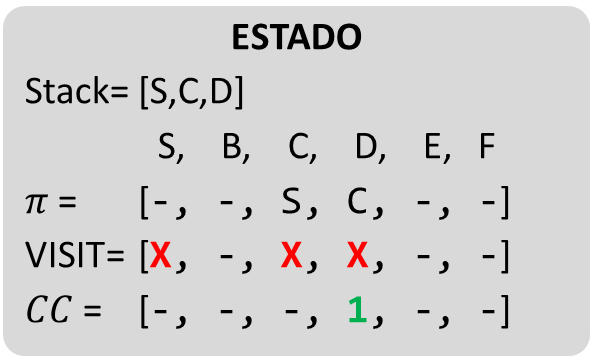 ESTADO
Stack= [S,C,D]
S, B, C, D, E, F
π = [-, -, S, C, -, -]
VISIT= [X, -, X, X, -, -]
CC = [-, -, -, 1, -, -]